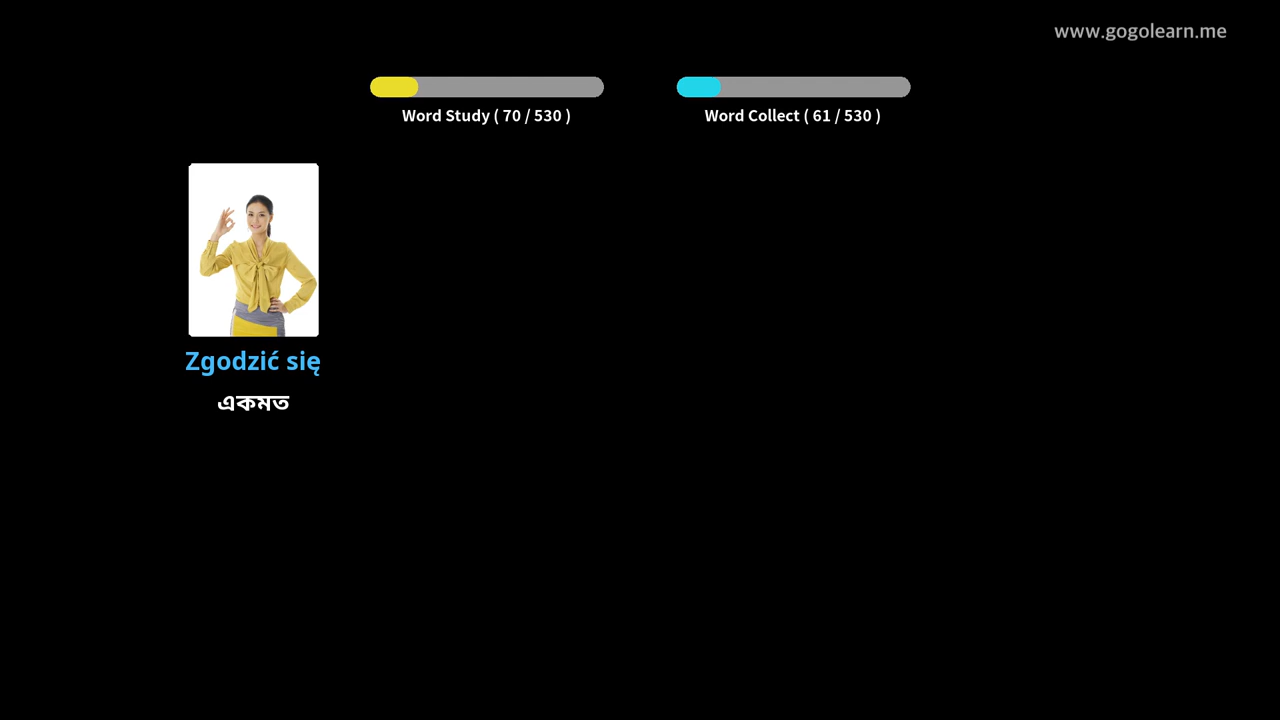 www.gogolearn.me
Word Study ( 70 / 530 )
Word Collect ( 61 / 530 )
Zgodzić się
একমত